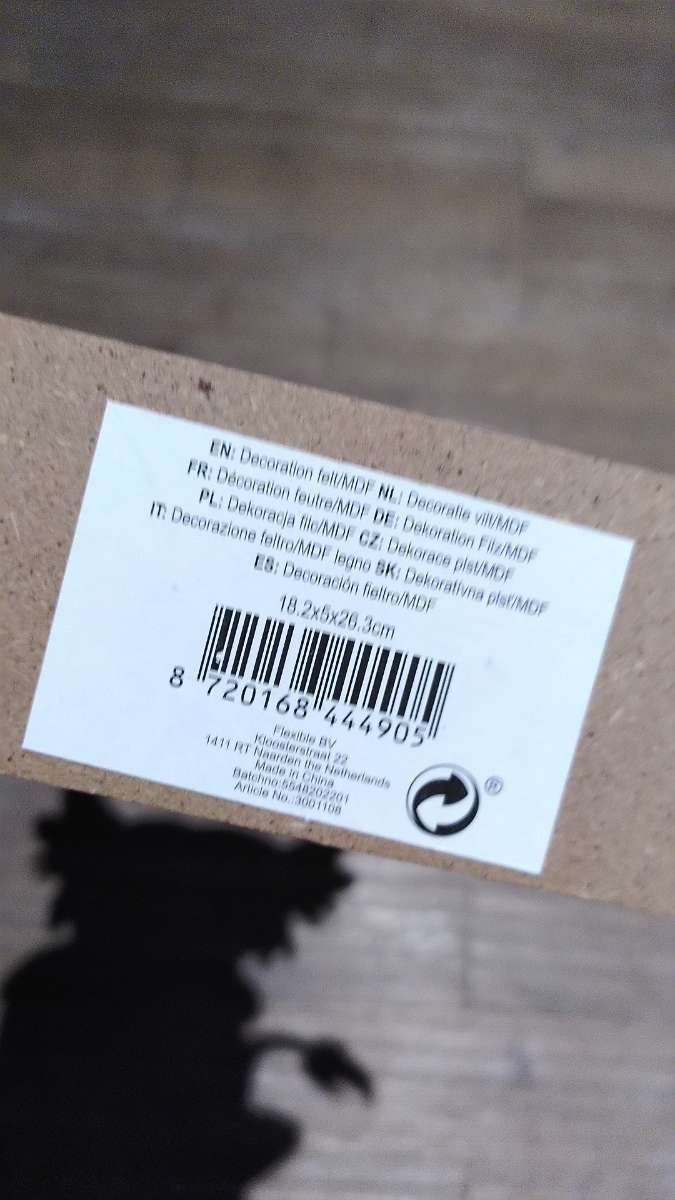 EN: Decoration felt/MDF NL: Decoratie vilt/MDF
FR: Décoration feutre/MDF DE: Dekoration Filz/MDF
PL: Dekoracja filc/MDF CZ: Dekorace plst/MDF
IT: Decorazione feltro/MDF legno SK: Dekoratívna plsť/MDF
ES: Decoración fieltro/MDF
18.2x5x26.3cm
8 720168 444905
Flexible BV
Kloosterstraat 22
1411 RT Naarden the Netherlands
Made in China
Batchno:5548202201
Article No.:3001108
®